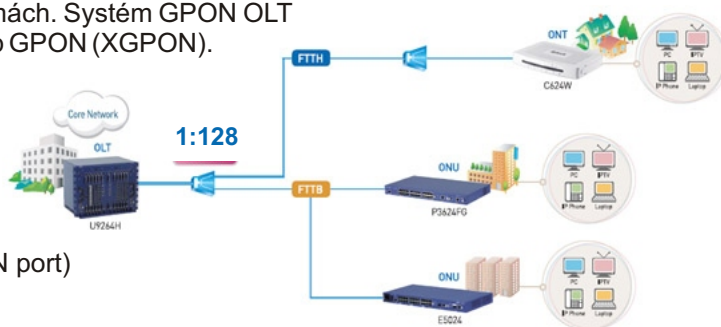 mách. Systém GPON OLT
o GPON (XGPON).
FTTH
ONT
C624W
PC
IPTV
IP Phone
Laptop
Core Network
OLT
1:128
U9264H
FTTB
ONU
P3624FG
PC
IPTV
IP Phone
Laptop
N port)
ONU
E5024
PC
IPTV
IP Phone
Laptop